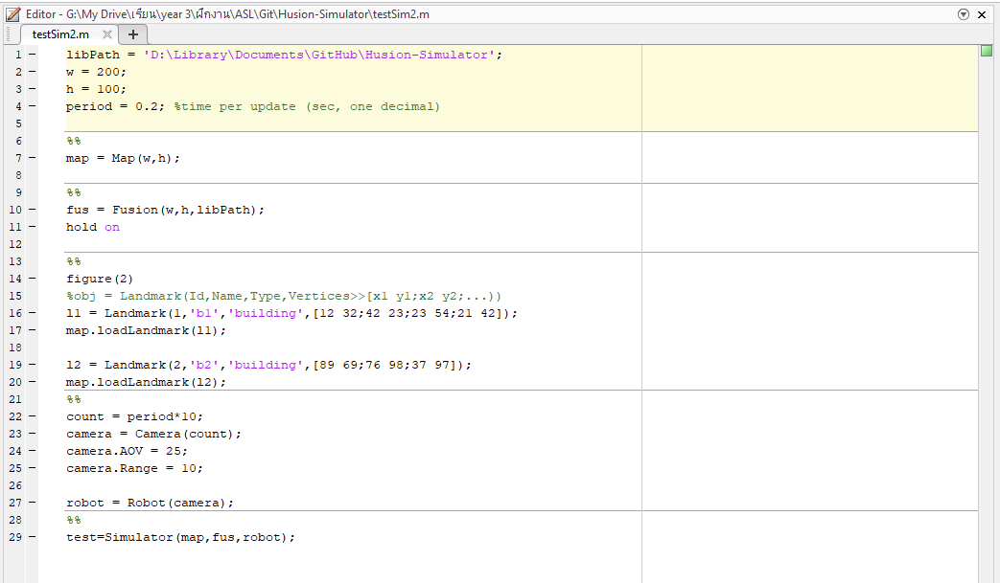 Editor - G:\My Drive\เรียน\year 3\ฝึกงาน\ASL\Git\Husion-Simulator\testSim2.m
testSim2.m
1 libPath = 'D:\Library\Documents\GitHub\Husion-Simulator';
2 w = 200;
3 h = 100;
4 period = 0.2; %time per update (sec, one decimal)
5
6 %%
7 map = Map(w,h);
8
9 %%
10 fus = Fusion(w,h,libPath);
11 hold on
12
13 %%
14 figure(2)
15 %obj = Landmark(Id,Name,Type,Vertices>>[x1 y1;x2 y2;...))
16 l1 = Landmark(1,'b1','building',[12 32;42 23;23 54;21 42]);
17 map.loadLandmark(l1);
18
19 l2 = Landmark(2,'b2','building',[89 69;76 98;37 97]);
20 map.loadLandmark(l2);
21 %%
22 count = period*10;
23 camera = Camera(count);
24 camera.AOV = 25;
25 camera.Range = 10;
26
27 robot = Robot(camera);
28 %%
29 test=Simulator(map,fus,robot);